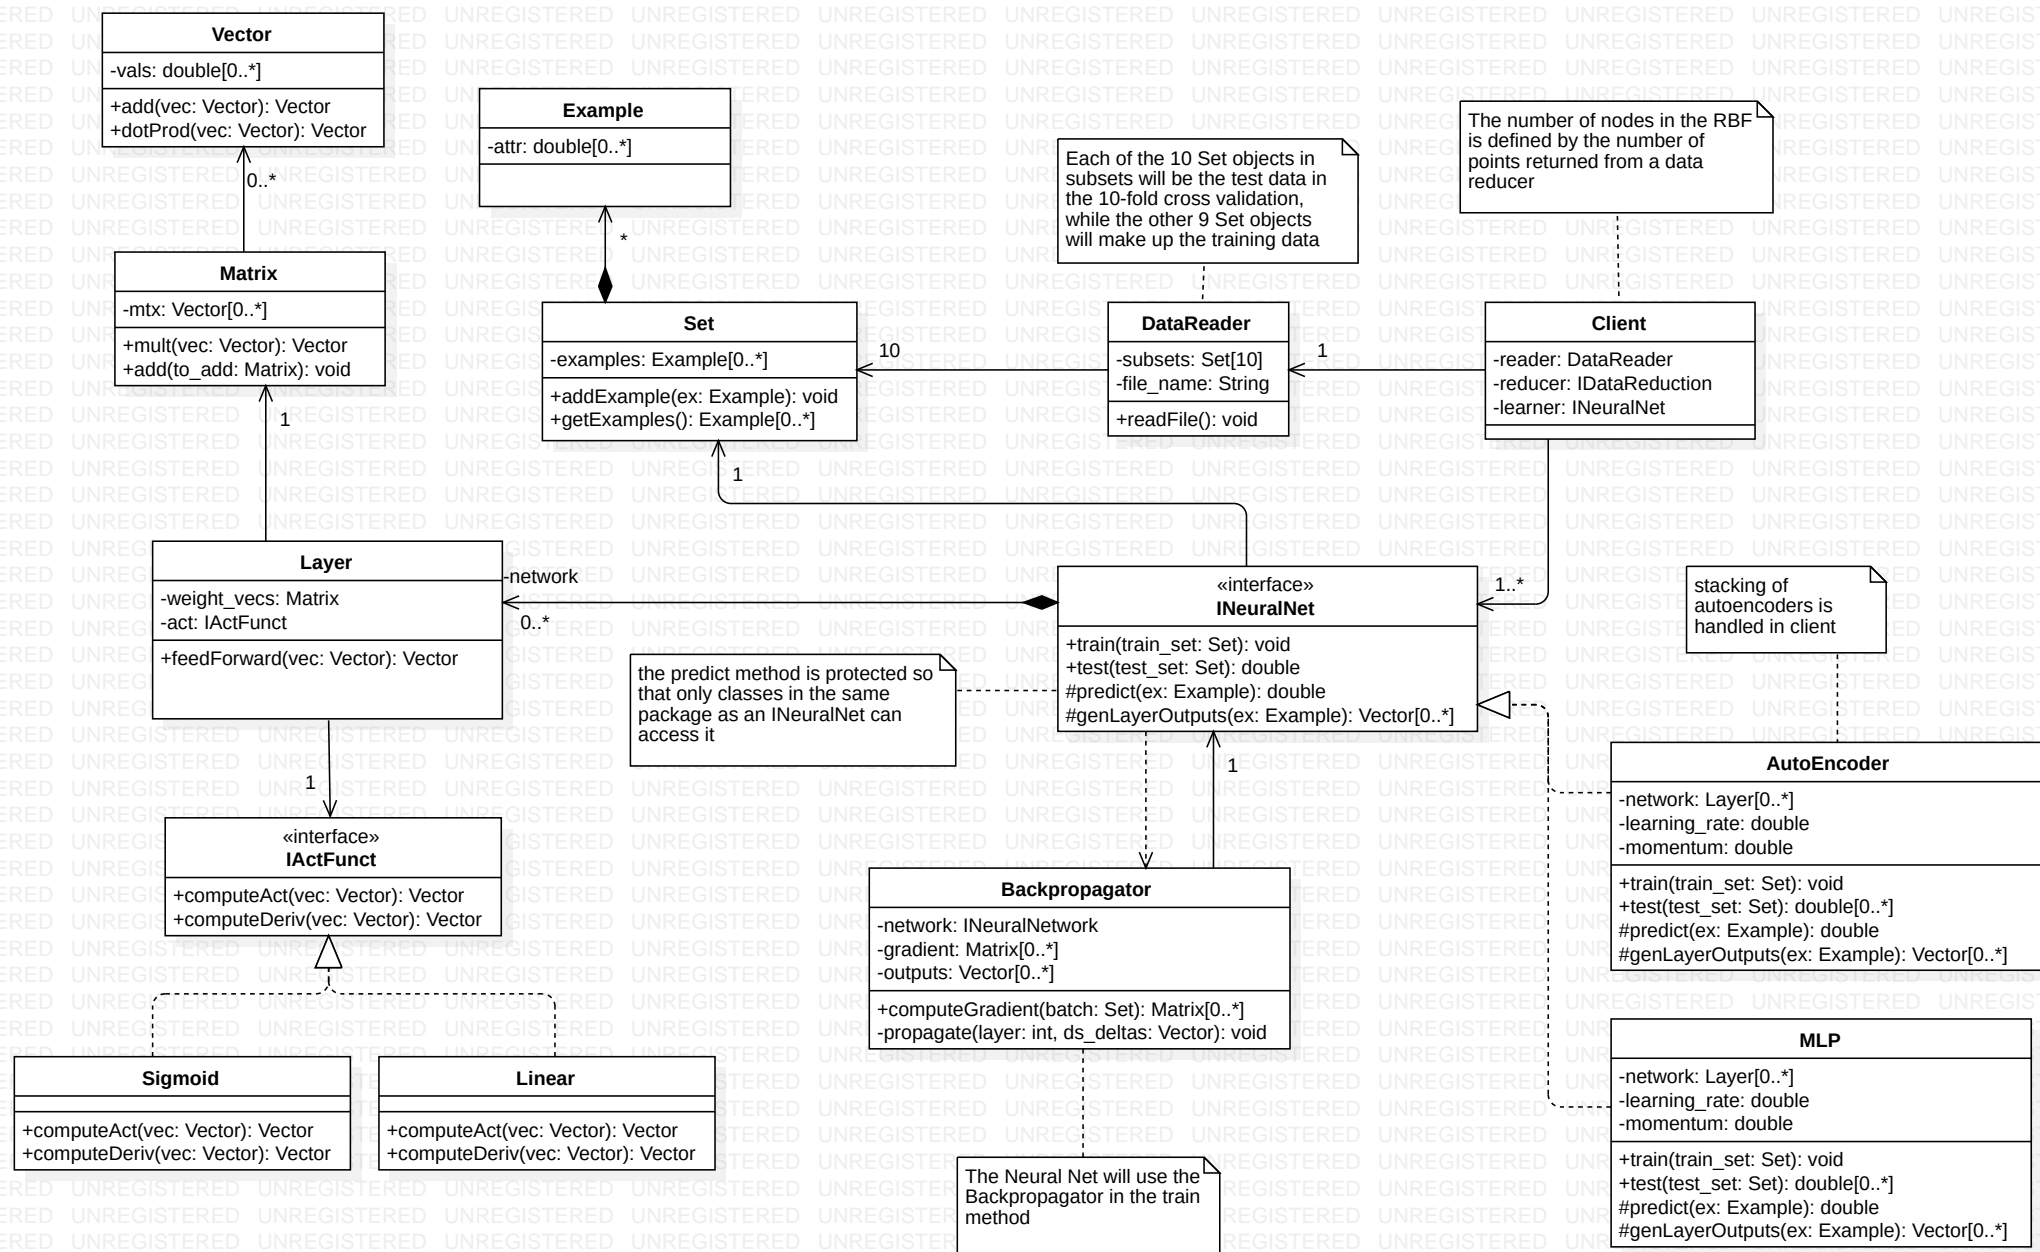 Vector
-vals: double[0..*]
+add(vec: Vector): Vector
+dotProd(vec: Vector): Vector
0..*
Example
-attr: double[0..*]
*
Each of the 10 Set objects in
subsets will be the test data in
the 10-fold cross validation,
while the other 9 Set objects
will make up the training data
The number of nodes in the RBF
is defined by the number of
points returned from a data
reducer
Matrix
-mtx: Vector[0..*]
+mult(vec: Vector): Vector
+add(to_add: Matrix): void
1
Set
-examples: Example[0..*]
+addExample(ex: Example): void
+getExamples(): Example[0..*]
10
1
DataReader
-subsets: Set[10]
-file_name: String
+readFile(): void
1
Client
-reader: DataReader
-reducer: IDataReduction
-learner: INeuralNet
1..*
Layer
-weight_vecs: Matrix
-act: IActFunct
+feedForward(vec: Vector): Vector
-network
0..*
1
«interface»
INeuralNet
+train(train_set: Set): void
+test(test_set: Set): double
#predict(ex: Example): double
#genLayerOutputs(ex: Example): Vector[0..*]
1
stacking of
autoencoders is
handled in client
the predict method is protected so
that only classes in the same
package as an INeuralNet can
access it
«interface»
IActFunct
+computeAct(vec: Vector): Vector
+computeDeriv(vec: Vector): Vector
AutoEncoder
-network: Layer[0..*]
-learning_rate: double
-momentum: double
+train(train_set: Set): void
+test(test_set: Set): double[0..*]
#predict(ex: Example): double
#genLayerOutputs(ex: Example): Vector[0..*]
Backpropagator
-network: INeuralNetwork
-gradient: Matrix[0..*]
-outputs: Vector[0..*]
+computeGradient(batch: Set): Matrix[0..*]
-propagate(layer: int, ds_deltas: Vector): void
Sigmoid
+computeAct(vec: Vector): Vector
+computeDeriv(vec: Vector): Vector
Linear
+computeAct(vec: Vector): Vector
+computeDeriv(vec: Vector): Vector
MLP
-network: Layer[0..*]
-learning_rate: double
-momentum: double
+train(train_set: Set): void
+test(test_set: Set): double[0..*]
#predict(ex: Example): double
#genLayerOutputs(ex: Example): Vector[0..*]
The Neural Net will use the
Backpropagator in the train
method
UNREGISTERED